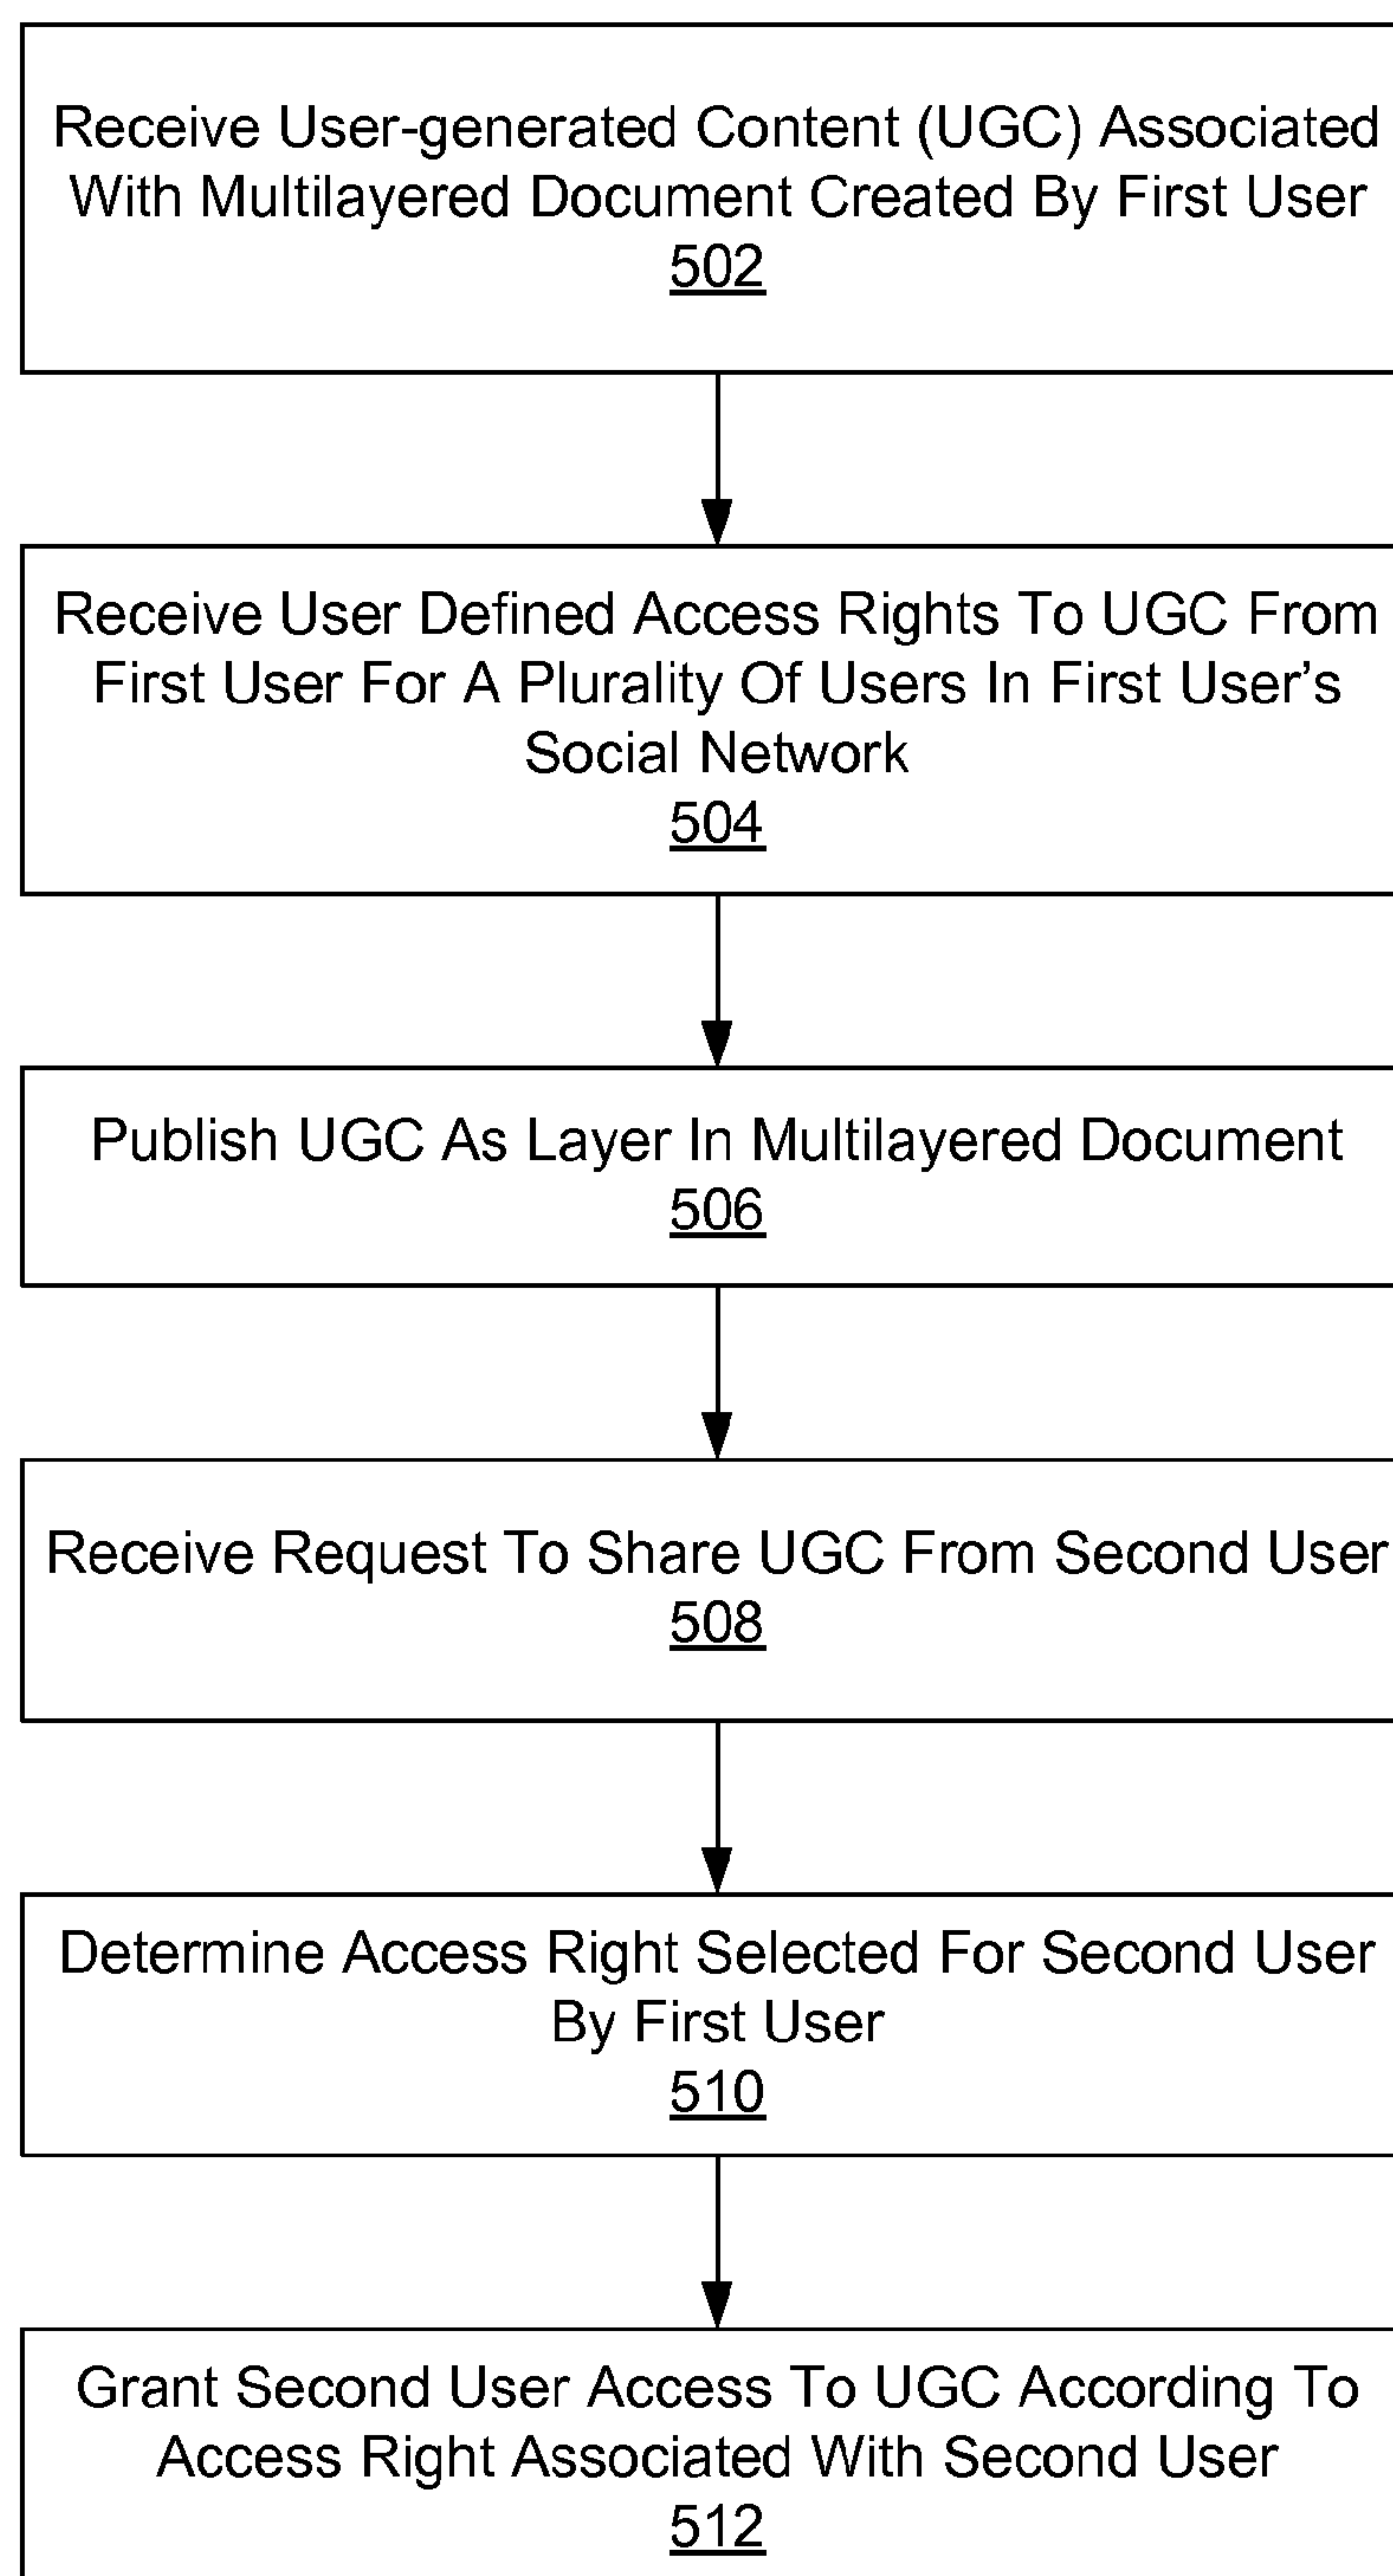 Receive User-generated Content (UGC) Associated
With Multilayered Document Created By First User
502
Receive User Defined Access Rights To UGC From
First User For A Plurality Of Users In First User’s
Social Network
504
Publish UGC As Layer In Multilayered Document
506
Receive Request To Share UGC From Second User
508
Determine Access Right Selected For Second User
By First User
510
Grant Second User Access To UGC According To
Access Right Associated With Second User
512